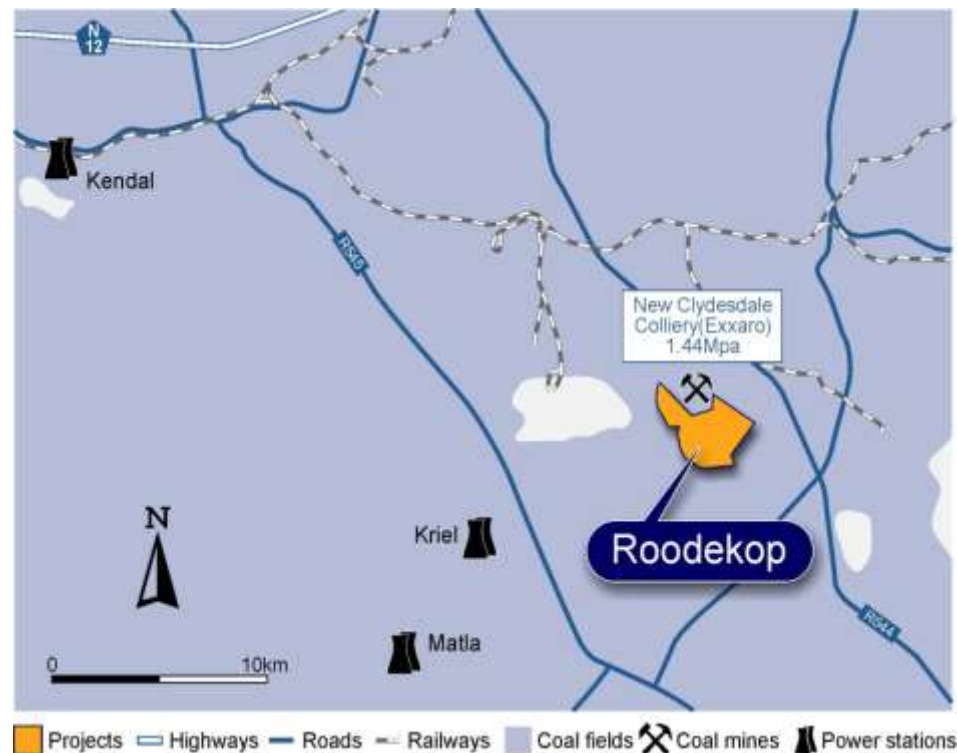 N
12
Kendal
R545
New Clydesdale
Colliery(Exxaro)
1.44Mpa
Roodekop
N
Kriel
Matla
R544
0 10km
Projects Highways Roads Railways Coal fields Coal mines Power stations